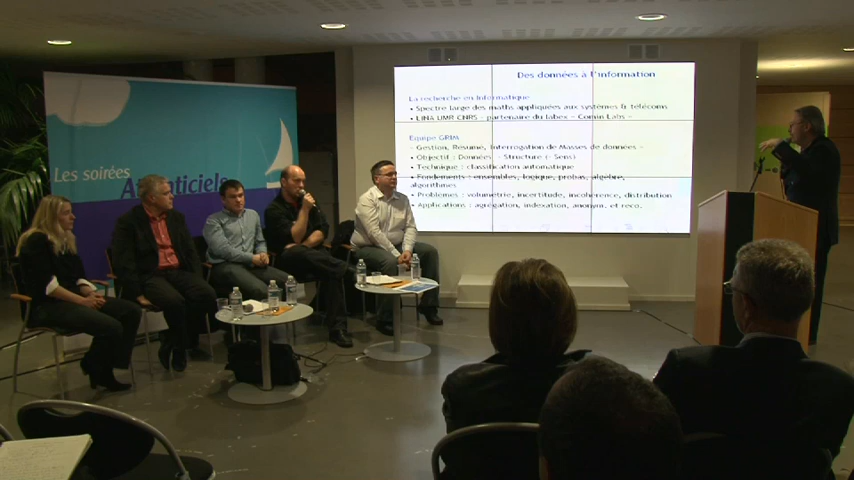 Des données à l'information
La recherche en Informatique
• Spectre large des maths appliquées aux systèmes & télécom
• LINA UMR CNRS - partenaire du labex « Comin Labs »
Equipe GRIM
« Gestion, Résumé, Interrogation de Masses de données »
• Objectif : Données - Structure (- Sens)
• Technique : classification automatique
• Fondements : ensembles, logique, probas, algèbre,
algorithmes
• Problèmes : volumétrie, incertitude, incohérence, distribution
• Applications : agrégation, indexation, anonym. et reco.
Les soirées